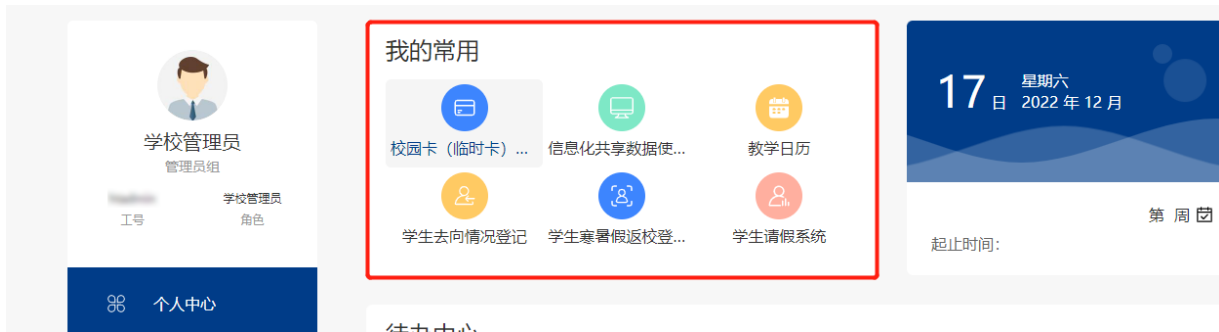 学校管理员
管理员组
学校管理员
工号
角色
个人中心
我的常用
校园卡（临时卡）...
信息化共享数据使...
教学日历
学生去向情况登记
学生寒暑假返校登...
学生请假系统
17 日
星期六
2022 年 12 月
第 周
起止时间：